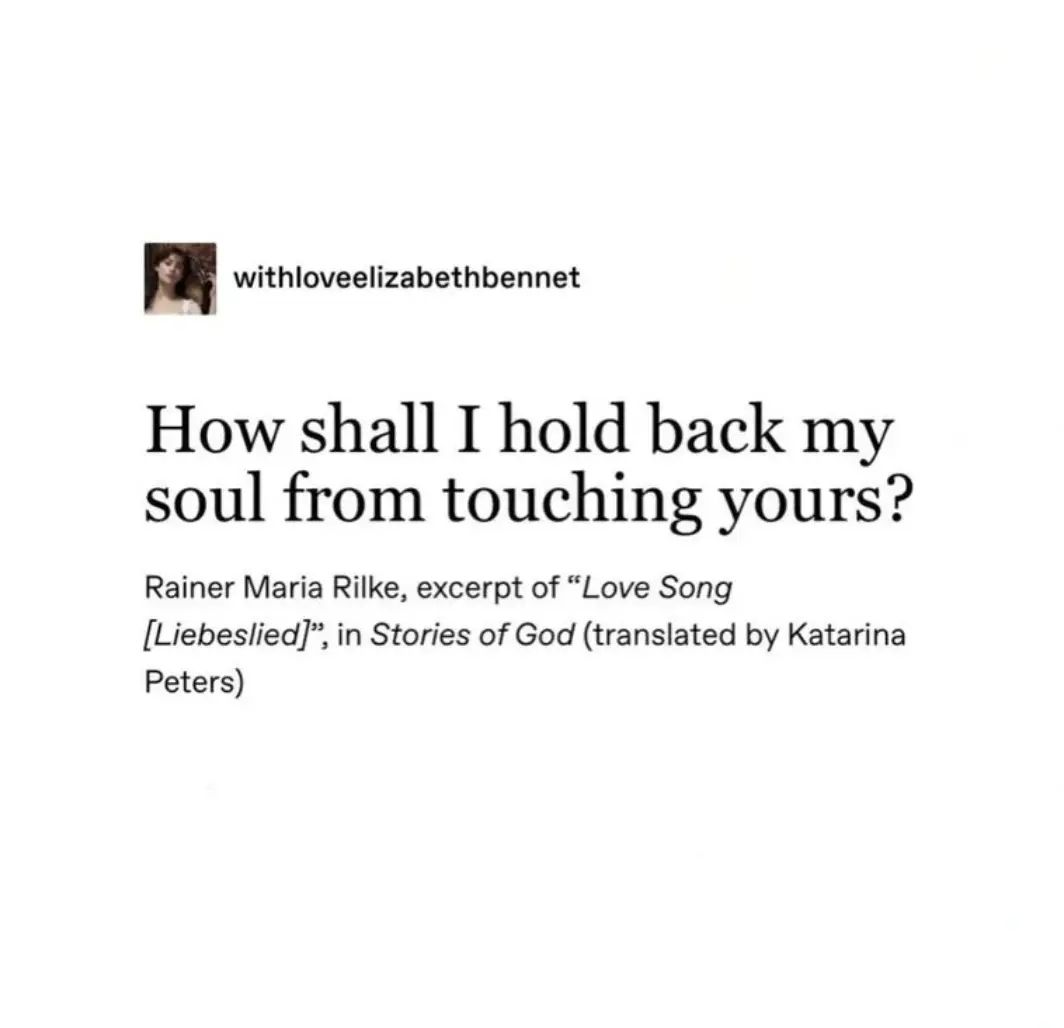 withloveelizabethbennet
How shall I hold back my
soul from touching yours?
Rainer Maria Rilke, excerpt of “Love Song
[Liebeslied]”, in Stories of God (translated by Katarina
Peters)